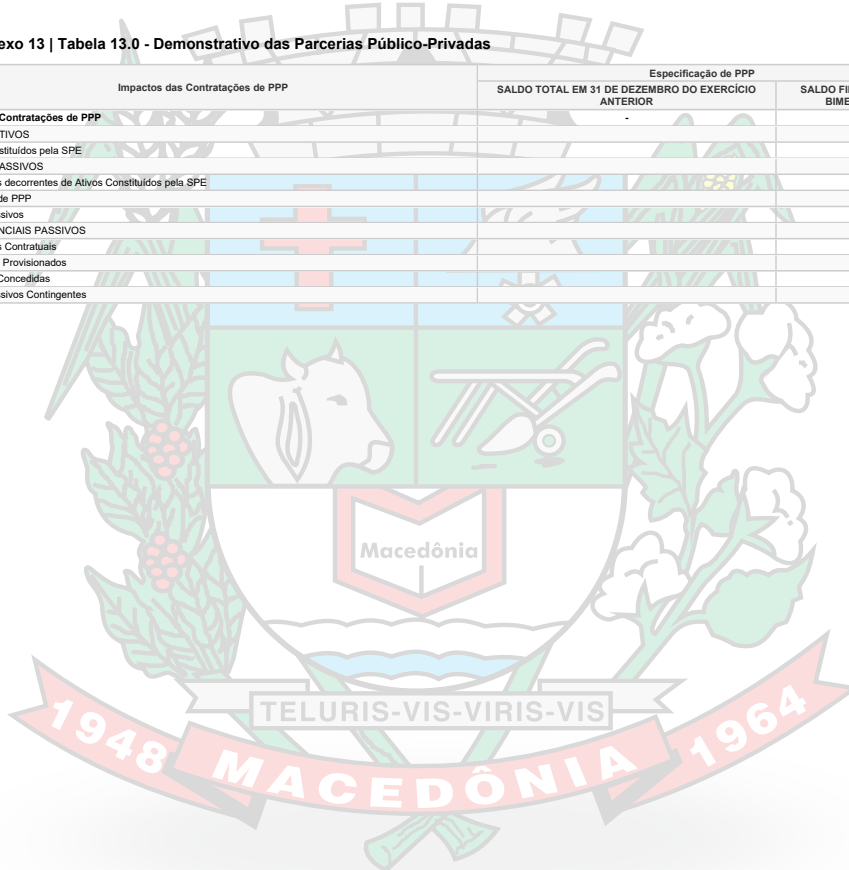 exo 13 | Tabela 13.0 - Demonstrativo das Parcerias Público-Privadas
Impactos das Contratações de PPP
Especificação de PPP
SALDO TOTAL EM 31 DE DEZEMBRO DO EXERCÍCIO
ANTERIOR
SALDO FI
BIME
Contratações de PPP
-
TIVOS
stituídos pela SPE
ASSIVOS
s decorrentes de Ativos Constituídos pela SPE
de PPP
ssivos
NCIAIS PASSIVOS
s Contratuais
Provisionados
Concedidas
ssivos Contingentes
Macedônia
TELURIS-VIS-VIRIS-VIS
1948 MACEDÔNIA 1964